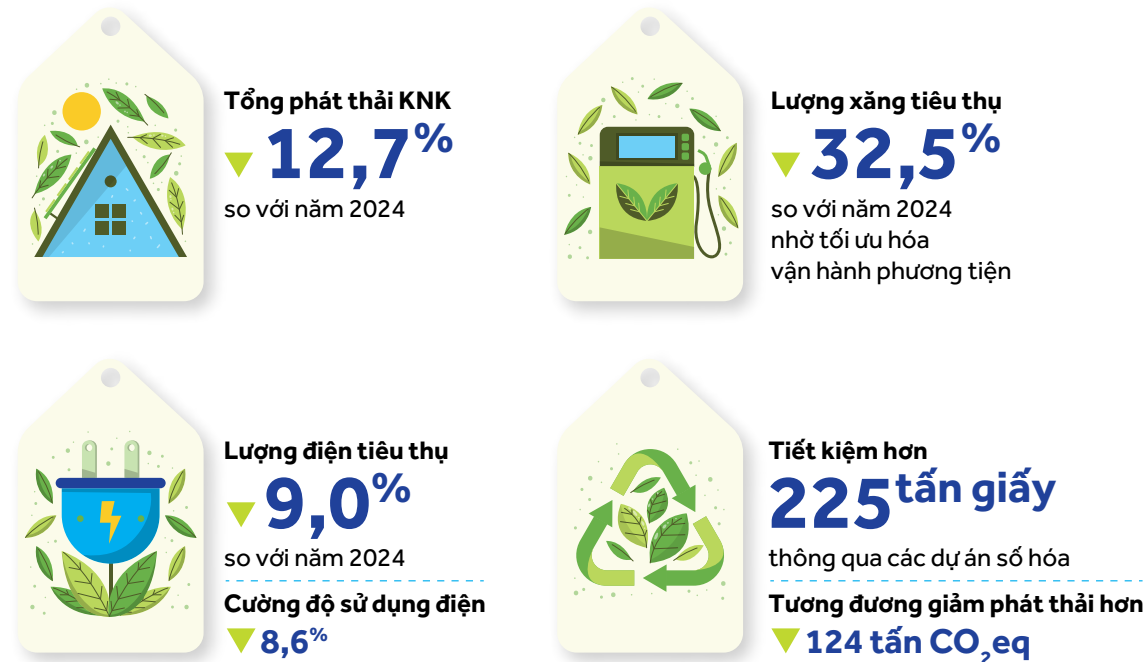 Tổng phát thải KNK
▼ 12,7%
so với năm 2024
Lượng xăng tiêu thụ
▼ 32,5%
so với năm 2024
nhờ tối ưu hóa
vận hành phương tiện
Lượng điện tiêu thụ
▼ 9,0%
so với năm 2024
Cường độ sử dụng điện
▼ 8,6%
Tiết kiệm hơn
225 tấn giấy
thông qua các dự án số hóa
Tương đương giảm phát thải hơn
▼ 124 tấn CO₂eq